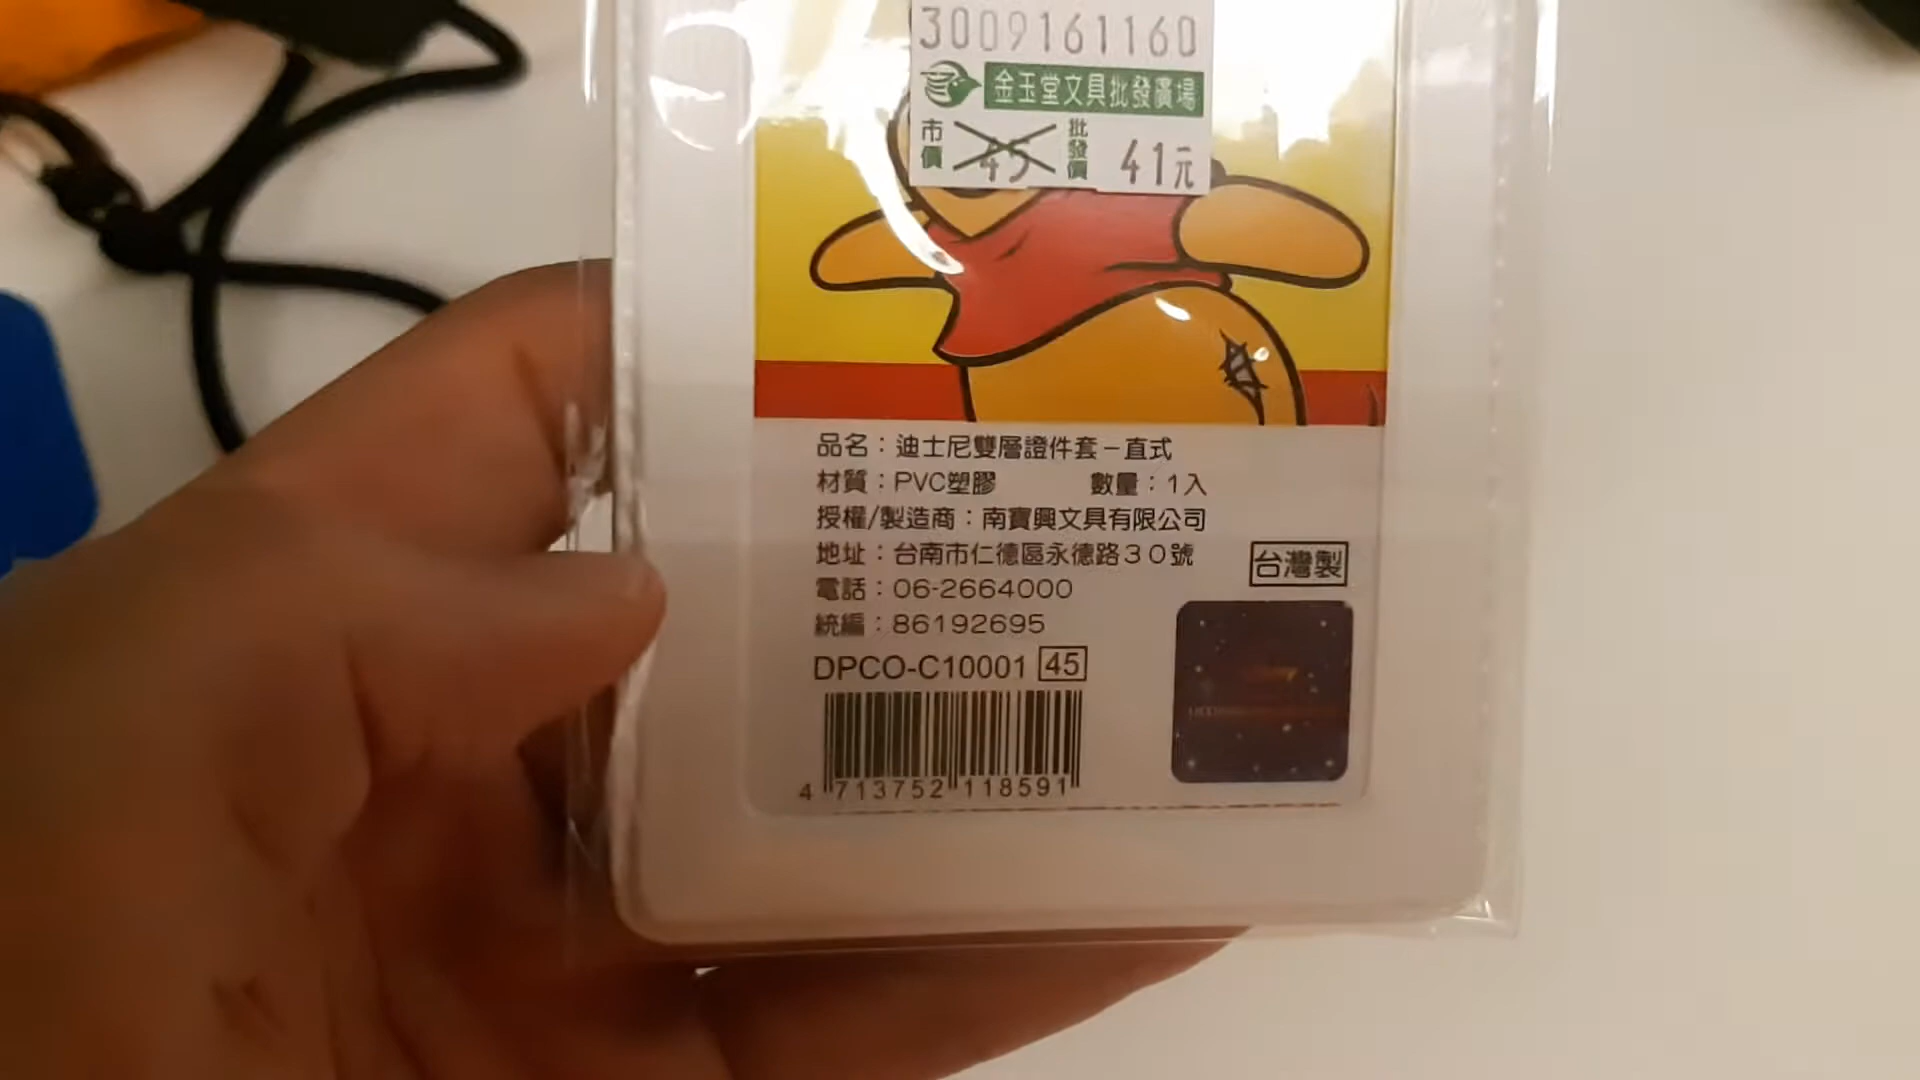 3009161160
金玉堂文具批發廣場
市價 45 批發價 41元
品名：迪士尼雙層證件套－直式
材質：PVC塑膠 數量：1入
授權/製造商：南寶興文具有限公司
地址：台南市仁德區永德路30號
台灣製
電話：06-2664000
統編：86192695
DPCO-C10001 45
4 713752 118591